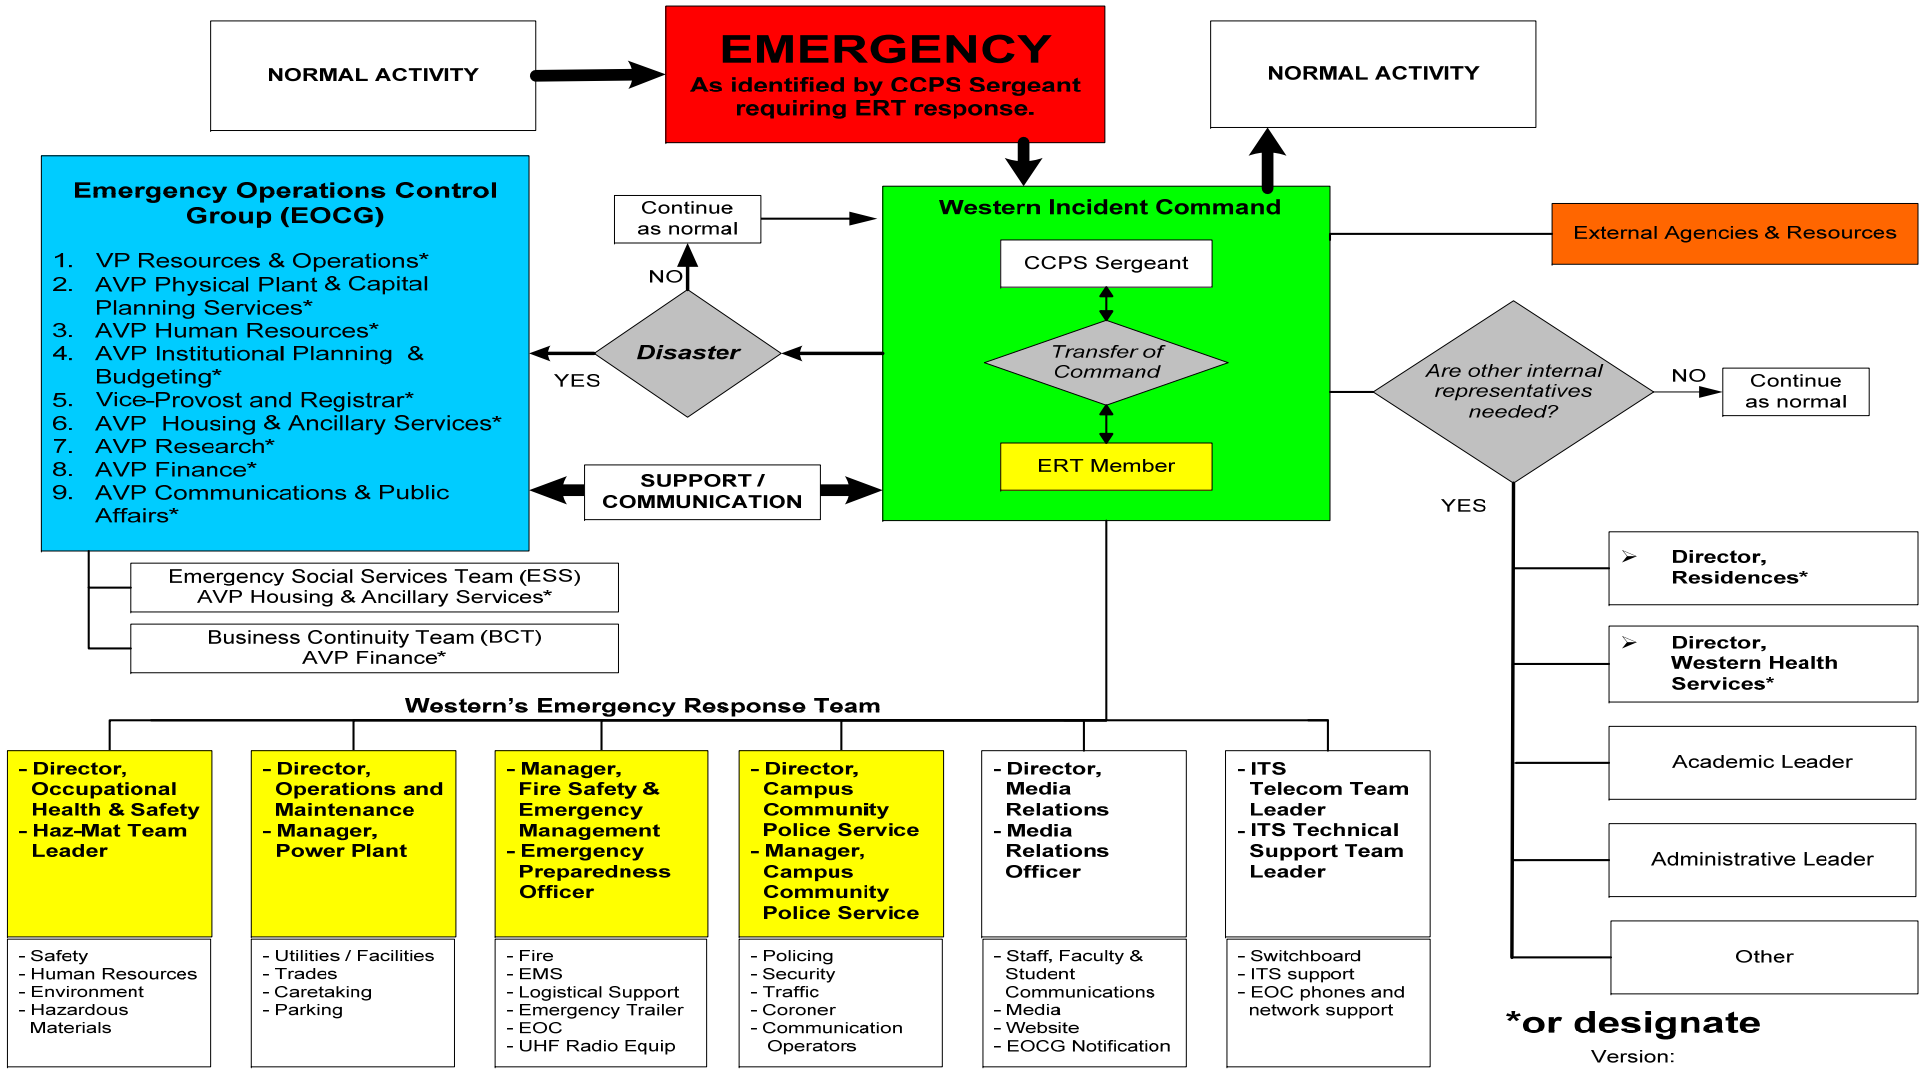 NORMAL ACTIVITY
EMERGENCY
As identified by CCPS Sergeant
requiring ERT response.
NORMAL ACTIVITY
Emergency Operations Control
Group (EOCG)
1. VP Resources & Operations*
2. AVP Physical Plant & Capital
Planning Services*
3. AVP Human Resources*
4. AVP Institutional Planning &
Budgeting*
5. Vice-Provost and Registrar*
6. AVP Housing & Ancillary Services*
7. AVP Research*
8. AVP Finance*
9. AVP Communications & Public
Affairs*
Continue
as normal
NO
Disaster
YES
SUPPORT /
COMMUNICATION
Western Incident Command
CCPS Sergeant
Transfer of
Command
ERT Member
External Agencies & Resources
Are other internal
representatives
needed?
NO
Continue
as normal
YES
Emergency Social Services Team (ESS)
AVP Housing & Ancillary Services*
Business Continuity Team (BCT)
AVP Finance*
➢ Director,
Residences*
➢ Director,
Western Health
Services*
Academic Leader
Administrative Leader
Other
Western's Emergency Response Team
- Director,
Occupational
Health & Safety
- Haz-Mat Team
Leader
- Safety
- Human Resources
- Environment
- Hazardous
Materials
- Director,
Operations and
Maintenance
- Manager,
Power Plant
- Utilities / Facilities
- Trades
- Caretaking
- Parking
- Manager,
Fire Safety &
Emergency
Management
- Emergency
Preparedness
Officer
- Fire
- EMS
- Logistical Support
- Emergency Trailer
- EOC
- UHF Radio Equip
- Director,
Campus
Community
Police Service
- Manager,
Campus
Community
Police Service
- Policing
- Security
- Traffic
- Coroner
- Communication
Operators
- Director,
Media
Relations
- Media
Relations
Officer
- Staff, Faculty &
Student
Communications
- Media
- Website
- EOCG Notification
- ITS
Telecom Team
Leader
- ITS Technical
Support Team
Leader
- Switchboard
- ITS support
- EOC phones and
network support
*or designate
Version: